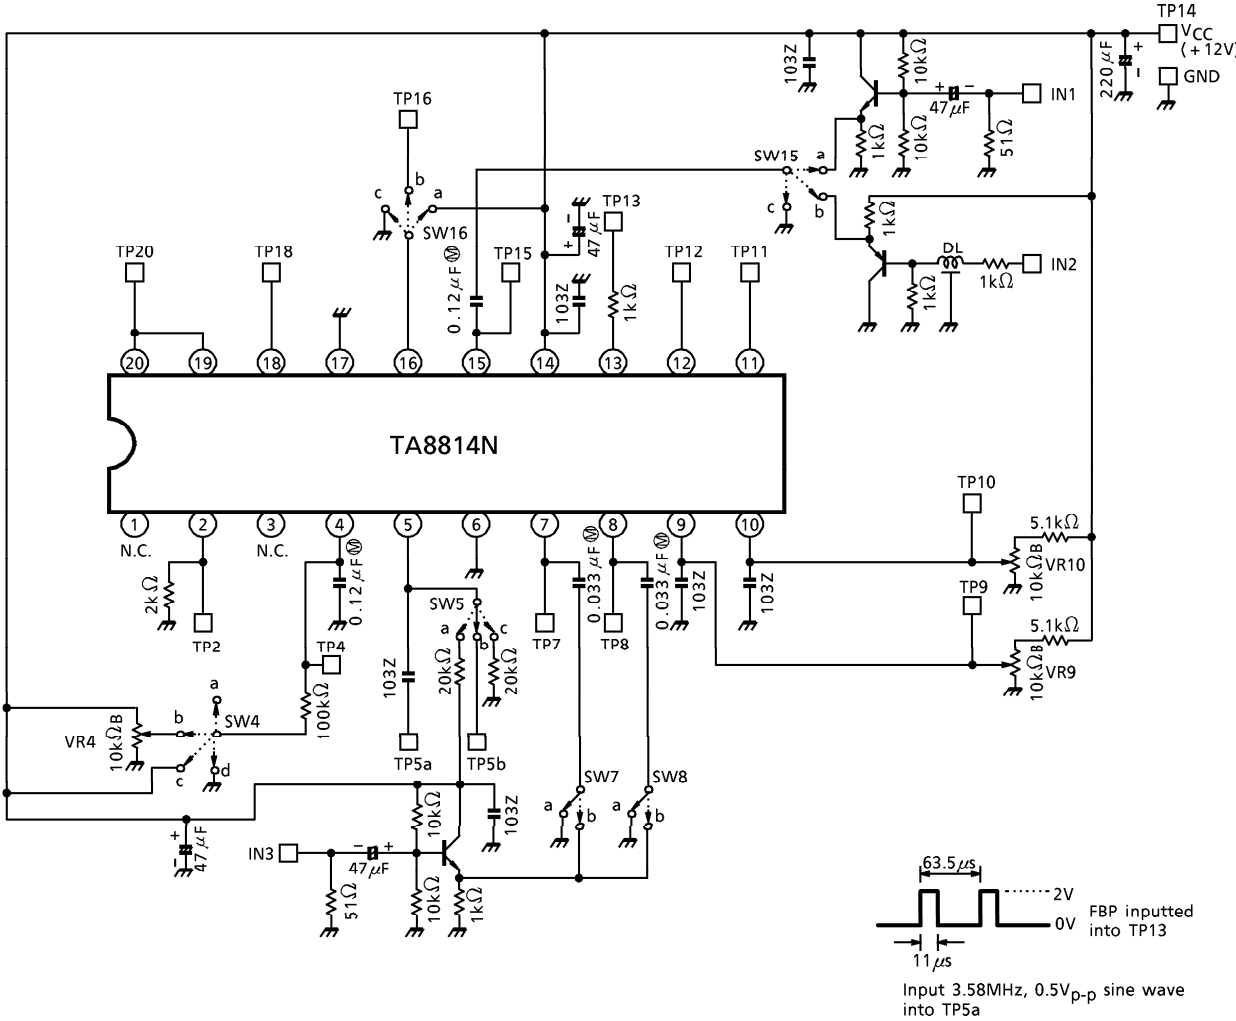 TP14
VCC
(+12V)
220μF
+
-
GND
103Z
10kΩ
+ -
47μF
IN1
1kΩ
10kΩ
51Ω
TP16
SW15
a
b
c
c
b
a
SW16
-
+
47μF
TP13
1kΩ
DL
IN2
1kΩ
1kΩ
TP20
TP18
0.12μF Ⓜ
TP15
103Z
1kΩ
TP12
TP11
20
19
18
17
16
15
14
13
12
11
TA8814N
1
2
3
4
5
6
7
8
9
10
N.C.
N.C.
2kΩ
TP2
0.12μF Ⓜ
TP4
100kΩ
SW5
a
b
c
20kΩ
20kΩ
103Z
TP5a
TP5b
TP7
0.033μF Ⓜ
TP8
0.033μF Ⓜ
103Z
103Z
TP10
5.1kΩ
10kΩB
VR10
TP9
5.1kΩ
10kΩB
VR9
VR4
10kΩB
a
b
c
d
SW4
+
-
47μF
SW7
a
b
SW8
a
b
10kΩ
103Z
IN3
- +
47μF
51Ω
10kΩ
1kΩ
63.5μs
2V
0V
11μs
FBP inputted
into TP13
Input 3.58MHz, 0.5Vp-p sine wave
into TP5a